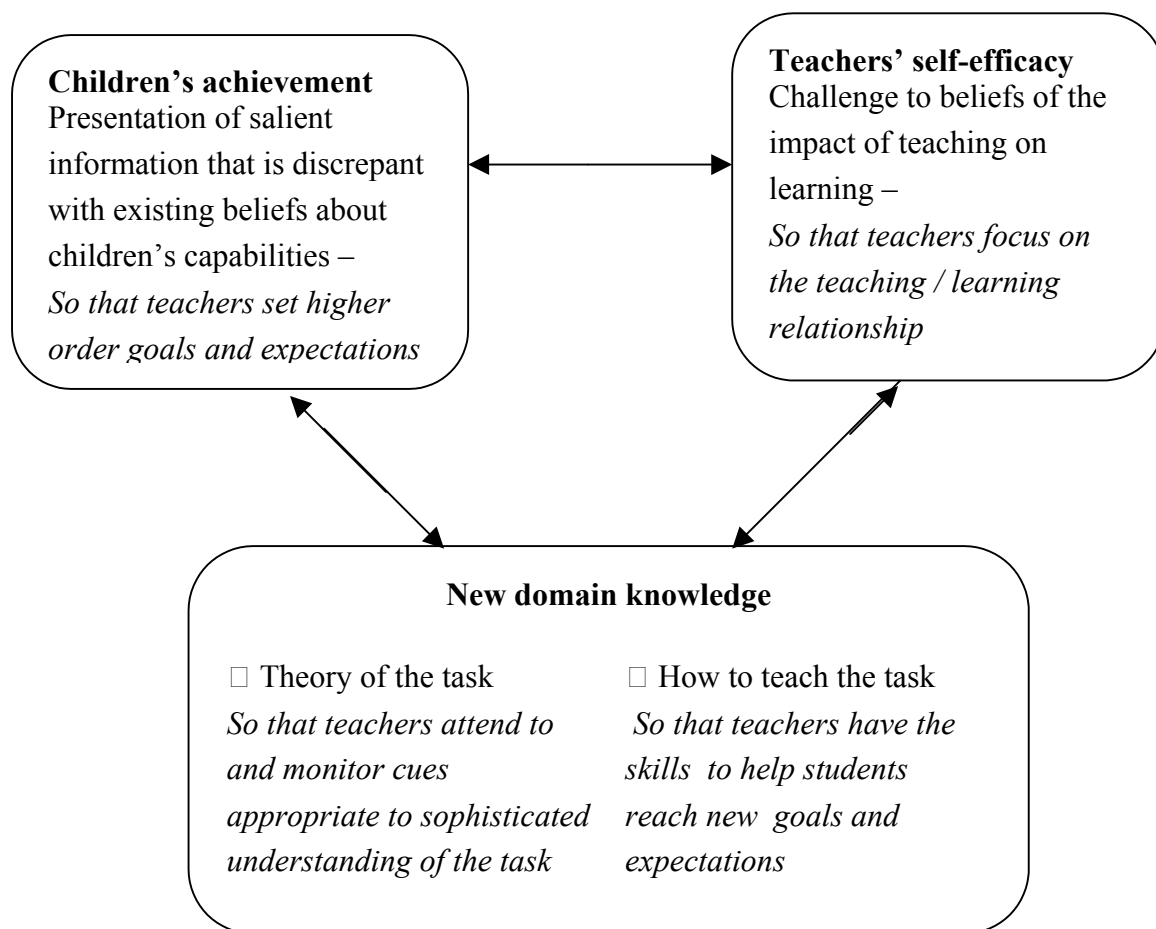 Children’s achievement
Presentation of salient
information that is discrepant
with existing beliefs about
children’s capabilities –
So that teachers set higher
order goals and expectations
Teachers’ self-efficacy
Challenge to beliefs of the
impact of teaching on
learning –
So that teachers focus on
the teaching / learning
relationship
New domain knowledge
□ Theory of the task
So that teachers attend to
and monitor cues
appropriate to sophisticated
understanding of the task
□ How to teach the task
So that teachers have the
skills to help students
reach new goals and
expectations